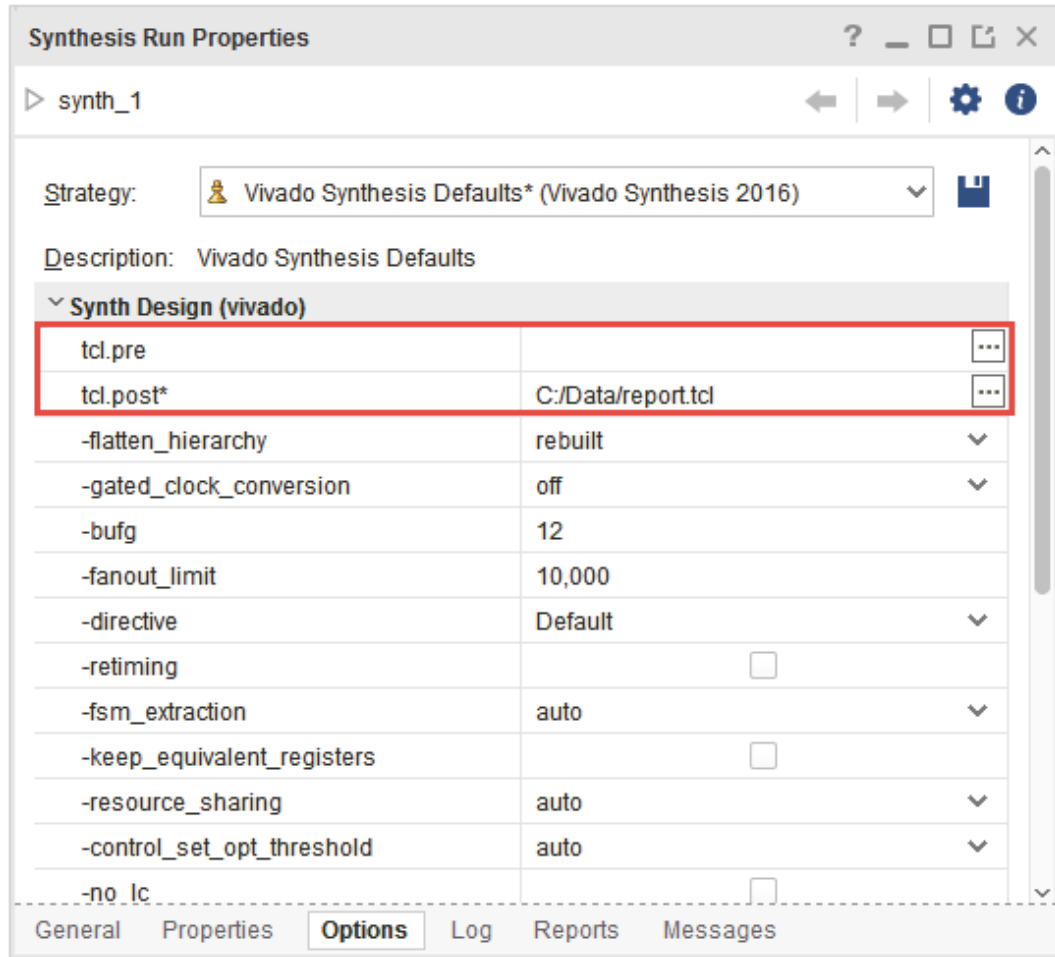 Synthesis Run Properties
synth_1
Strategy: Vivado Synthesis Defaults* (Vivado Synthesis 2016)
Description: Vivado Synthesis Defaults
Synth Design (vivado)
tcl.pre
tcl.post* C:/Data/report.tcl
-flatten_hierarchy rebuilt
-gated_clock_conversion off
-bufg 12
-fanout_limit 10,000
-directive Default
-retiming
-fsm_extraction auto
-keep_equivalent_registers
-resource_sharing auto
-control_set_opt_threshold auto
-no_lc
General Properties Options Log Reports Messages